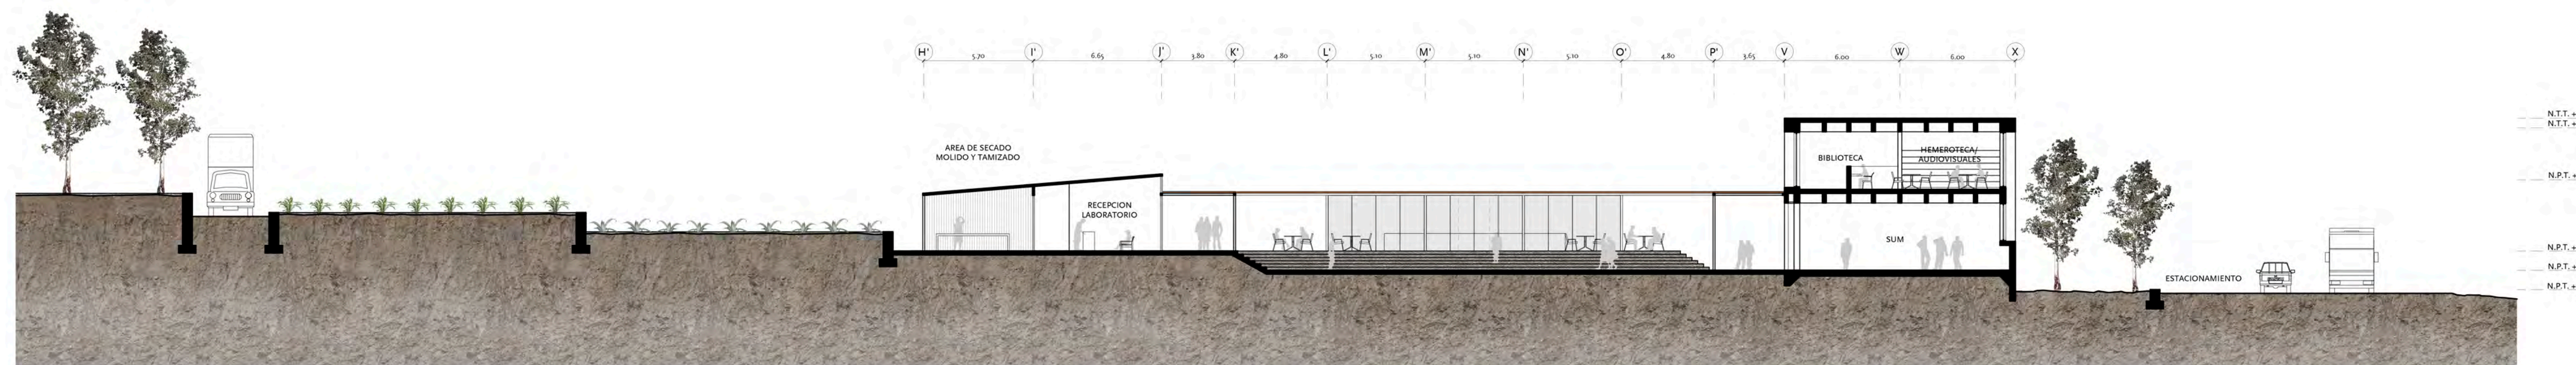 H' I' J' K' L' M' N' O' P' V W X
5.70 6.65 3.80 4.80 5.10 5.10 5.10 4.80 3.65 6.00 6.00
N.T.T. +
N.T.T. +
AREA DE SECADO
MOLIDO Y TAMIZADO
BIBLIOTECA
HEMEROTECA/
AUDIOVISUALES
N.P.T. +
RECEPCION
LABORATORIO
SUM
N.P.T. +
N.P.T. +
ESTACIONAMIENTO
N.P.T. +